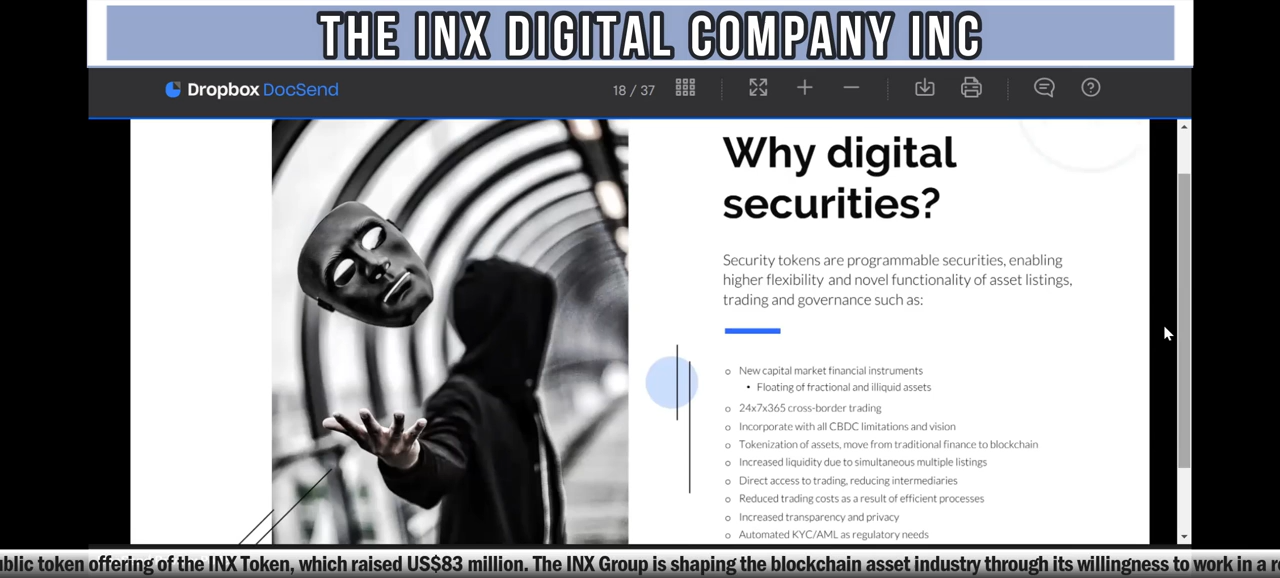 THE INX DIGITAL COMPANY INC
Dropbox DocSend
18 / 37
Why digital
securities?
Security tokens are programmable securities, enabling
higher flexibility and novel functionality of asset listings,
trading and governance such as:
New capital market financial instruments
Floating of fractional and illiquid assets
24x7x365 cross-border trading
Incorporate with all CBDC limitations and vision
Tokenization of assets, move from traditional finance to blockchain
Increased liquidity due to simultaneous multiple listings
Direct access to trading, reducing intermediaries
Reduced trading costs as a result of efficient processes
Increased transparency and privacy
Automated KYC/AML as regulatory needs
token offering of the INX Token, which raised US$83 million. The INX Group is shaping the blockchain asset industry through its willingness to work in a